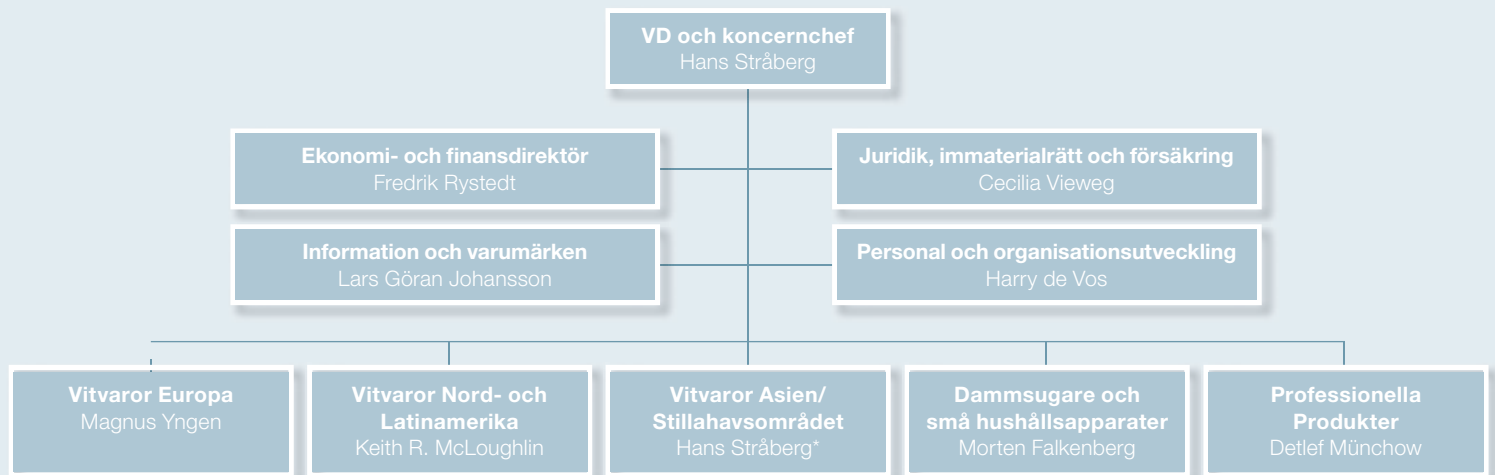 VD och koncernchef
Hans Stråberg
Ekonomi- och finansdirektör
Fredrik Rystedt
Juridik, immaterialrätt och försäkring
Cecilia Vieweg
Information och varumärken
Lars Göran Johansson
Personal och organisationsutveckling
Harry de Vos
Vitvaror Europa
Magnus Yngen
Vitvaror Nord- och
Latinamerika
Keith R. McLoughlin
Vitvaror Asien/
Stillahavsområdet
Hans Stråberg*
Dammsugare och
små hushållsapparater
Morten Falkenberg
Professionella
Produkter
Detlef Münchow